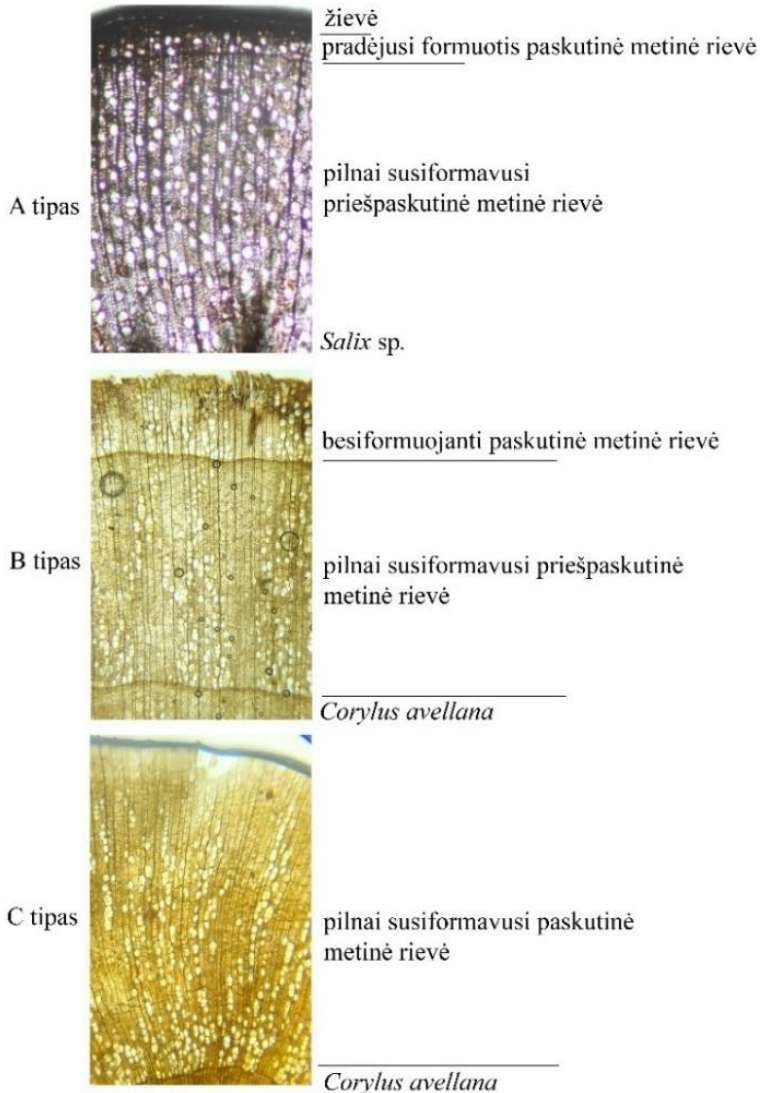 žievė
pradėjusi formuotis paskutinė metinė rievė
A tipas
pilnai susiformavusi
priešpaskutinė metinė rievė
Salix sp.
besiformuojanti paskutinė metinė rievė
B tipas
pilnai susiformavusi priešpaskutinė
metinė rievė
Corylus avellana
C tipas
pilnai susiformavusi paskutinė
metinė rievė
Corylus avellana